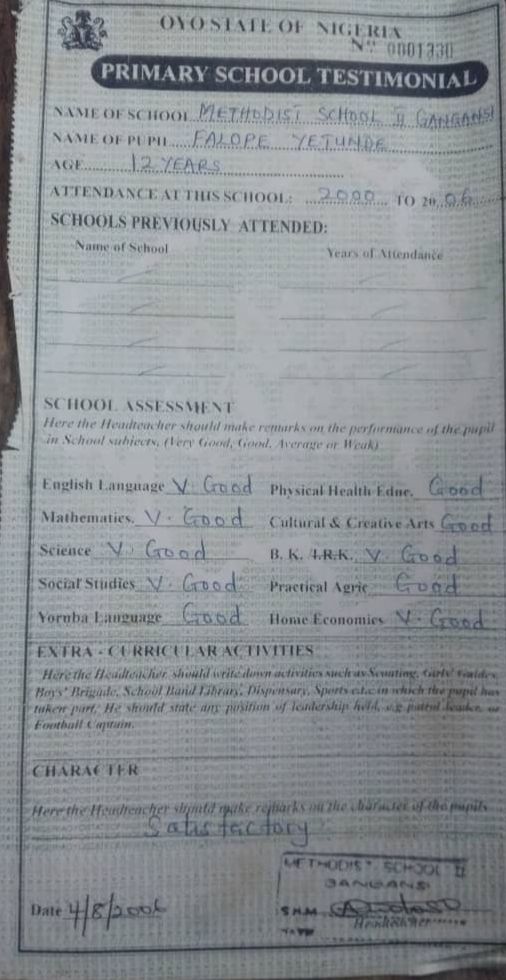 OYO STATE OF NIGERIA
No 0001330
PRIMARY SCHOOL TESTIMONIAL
NAME OF SCHOOL METHODIST SCHOOL II GANGANSI
NAME OF PUPIL FALOPE YETUNDE
AGE 12 YEARS
ATTENDANCE AT THIS SCHOOL: 2000 TO 20 06
SCHOOLS PREVIOUSLY ATTENDED:
Name of School Years of Attendance
SCHOOL ASSESSMENT
Here the Headteacher should make remarks on the performance of the pupil
in School subjects. (Very Good, Good, Average or Weak)
English Language V. Good Physical Health Educ. Good
Mathematics. V. Good Cultural & Creative Arts Good
Science V. Good B. K. I.R.K. V. Good
Social Studies V. Good Practical Agric Good
Yoruba Language Good Home Economics V. Good
EXTRA - CURRICULAR ACTIVITIES
Here the Headteacher should write down activities such as Scouting, Girls' Guides,
Boys' Brigade, School Band Library, Dispensary, Sports e.t.c in which the pupil has
taken part. He should state any position of leadership held, e.g patrol leader or
Football Captain.
CHARACTER
Here the Headteacher should make remarks on the character of the pupils
Satisfactory
METHODIST SCHOOL II
GANGANSI
Date 4/8/2006
Headteacher